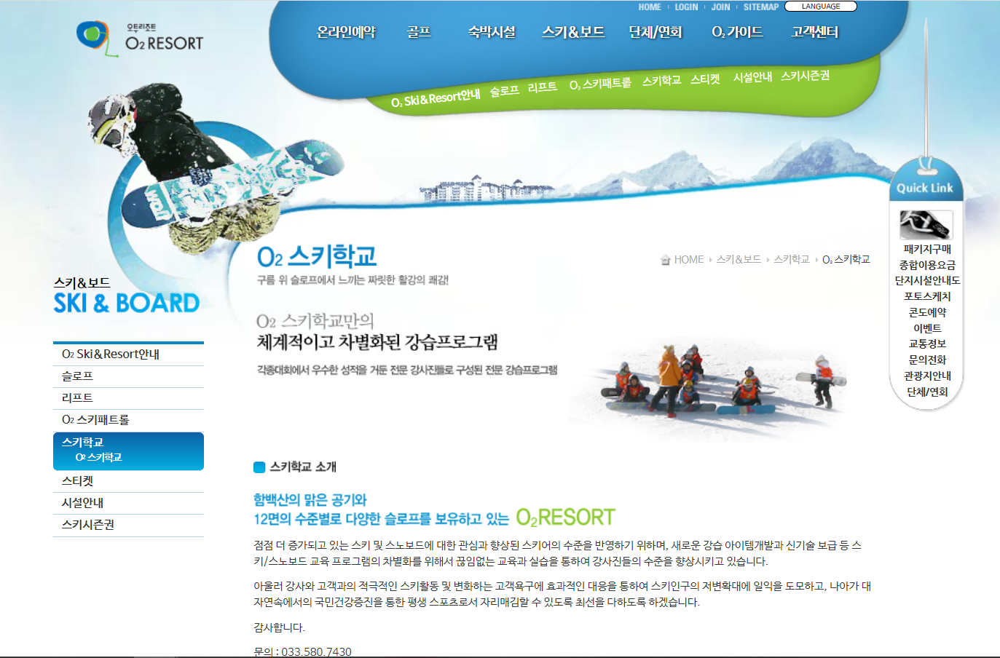 HOME LOGIN JOIN SITEMAP LANGUAGE
오투리조트
O2 RESORT
온라인예약 골프 숙박시설 스키&보드 단체/연회 O2 가이드 고객센터
O2 Ski&Resort안내 슬로프 리프트 O2 스키패트롤 스키학교 스티켓 시설안내 스키시즌권
Quick Link
패키지구매
종합이용요금
단지시설안내도
포토스케치
콘도예약
이벤트
교통정보
문의전화
관광지안내
단체/연회
스키&보드
SKI & BOARD
O2 Ski&Resort안내
슬로프
리프트
O2 스키패트롤
스키학교
O2 스키학교
스티켓
시설안내
스키시즌권
O2 스키학교
구름 위 슬로프에서 느끼는 짜릿한 활강의 쾌감!
HOME 스키&보드 스키학교 O2 스키학교
O2 스키학교만의
체계적이고 차별화된 강습프로그램
각종대회에서 우수한 성적을 거둔 전문 강사진들로 구성된 전문 강습프로그램
스키학교 소개
함백산의 맑은 공기와
12면의 수준별로 다양한 슬로프를 보유하고 있는 O2RESORT
점점 더 증가되고 있는 스키 및 스노보드에 대한 관심과 향상된 스키어의 수준을 반영하기 위하며, 새로운 강습 아이템개발과 신기술 보급 등 스
키/스노보드 교육 프로그램의 차별화를 위해서 끊임없는 교육과 실습을 통하여 강사진들의 수준을 향상시키고 있습니다.
아울러 강사와 고객과의 적극적인 스키활동 및 변화하는 고객욕구에 효과적인 대응을 통하여 스키인구의 저변확대에 일익을 도모하고, 나아가 대
자연속에서의 국민건강증진을 통한 평생 스포츠로서 자리매김할 수 있도록 최선을 다하도록 하겠습니다.
감사합니다.
문의 : 033.580.7430